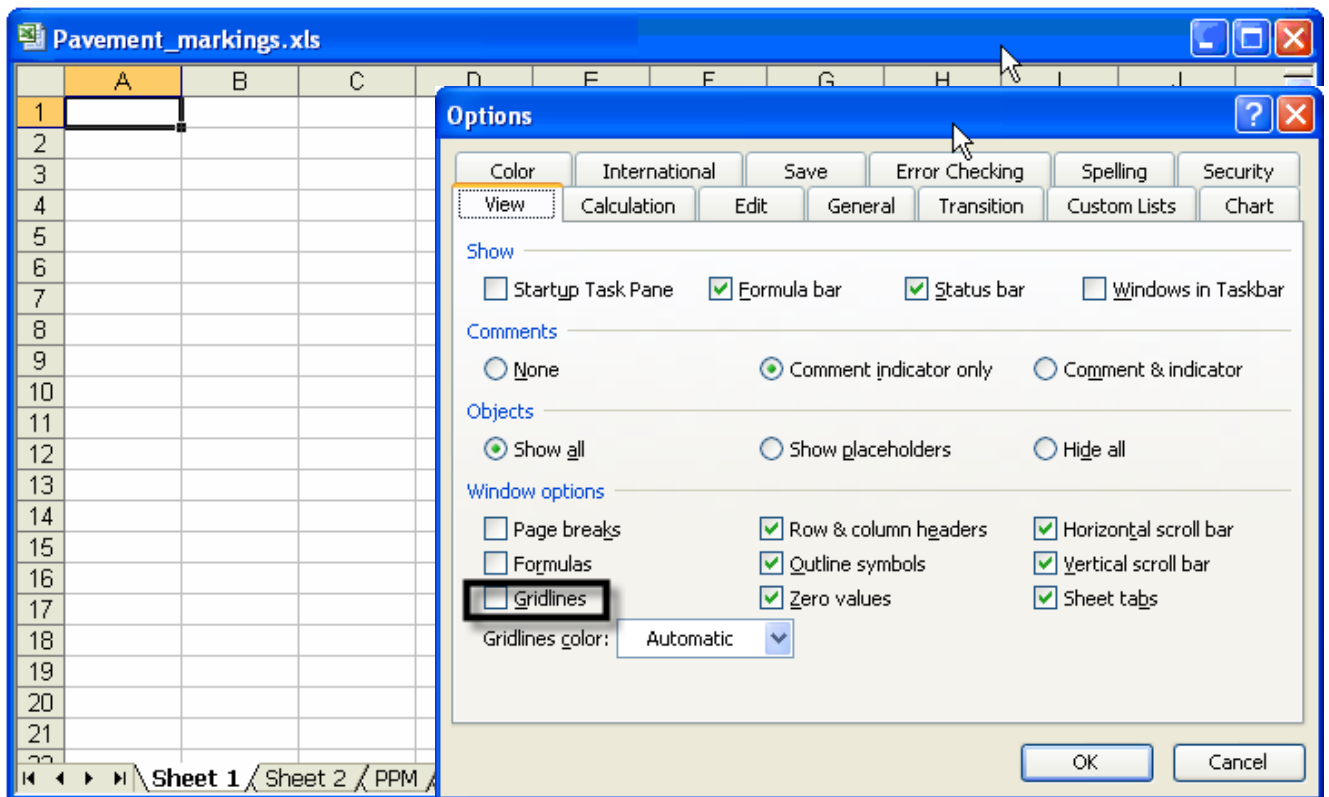 Pavement_markings.xls
A B C D E F G H I J
1
Options
2
3
Color International Save Error Checking Spelling Security
4
View Calculation Edit General Transition Custom Lists Chart
5
Show
6
7
Startup Task Pane Formula bar Status bar Windows in Taskbar
8
Comments
9
None Comment indicator only Comment & indicator
10
Objects
11
12
Show all Show placeholders Hide all
13
Window options
14
Page breaks Row & column headers Horizontal scroll bar
15
Formulas Outline symbols Vertical scroll bar
16
17
Gridlines Zero values Sheet tabs
18
Gridlines color: Automatic
19
20
21
22
OK Cancel
Sheet 1 Sheet 2 PPM